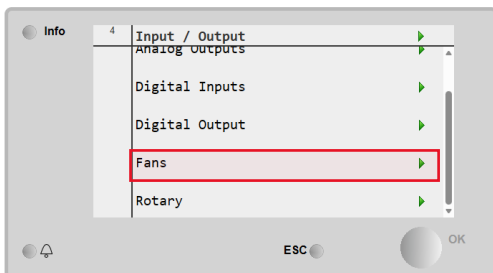 Info
4
Input / Output
Analog Outputs
Digital Inputs
Digital Output
Fans
Rotary
ESC
OK